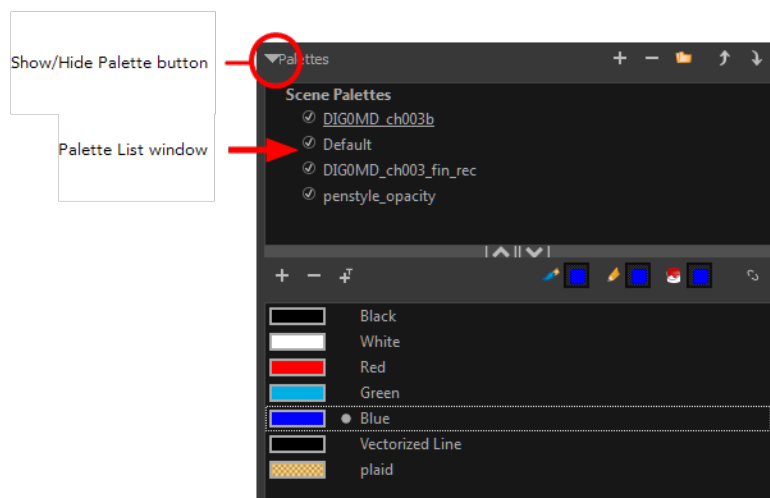 Show/Hide Palette button
Palettes
Palette List window
Scene Palettes
DIG0MD_ch003b
Default
DIG0MD_ch003_fin_rec
penstyle_opacity
T
Black
White
Red
Green
Blue
Vectorized Line
plaid